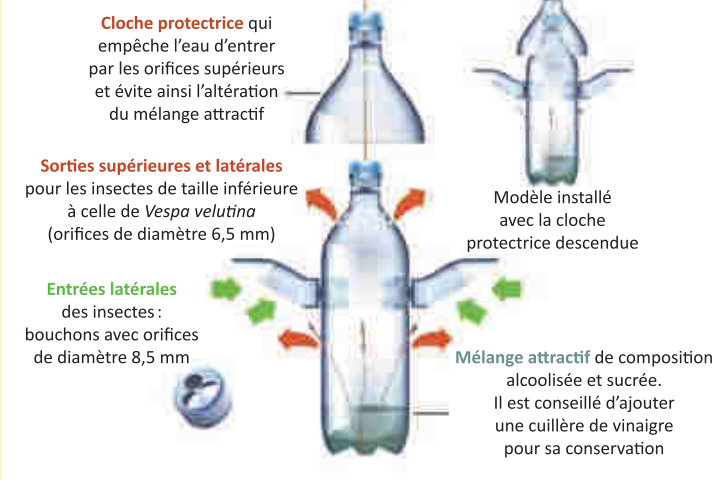 Cloche protectrice qui
empêche l’eau d’entrer
par les orifices supérieurs
et évite ainsi l’altération
du mélange attractif
Sorties supérieures et latérales
pour les insectes de taille inférieure
à celle de Vespa velutina
(orifices de diamètre 6,5 mm)
Modèle installé
avec la cloche
protectrice descendue
Entrées latérales
des insectes :
bouchons avec orifices
de diamètre 8,5 mm
Mélange attractif de composition
alcoolisée et sucrée.
Il est conseillé d’ajouter
une cuillère de vinaigre
pour sa conservation